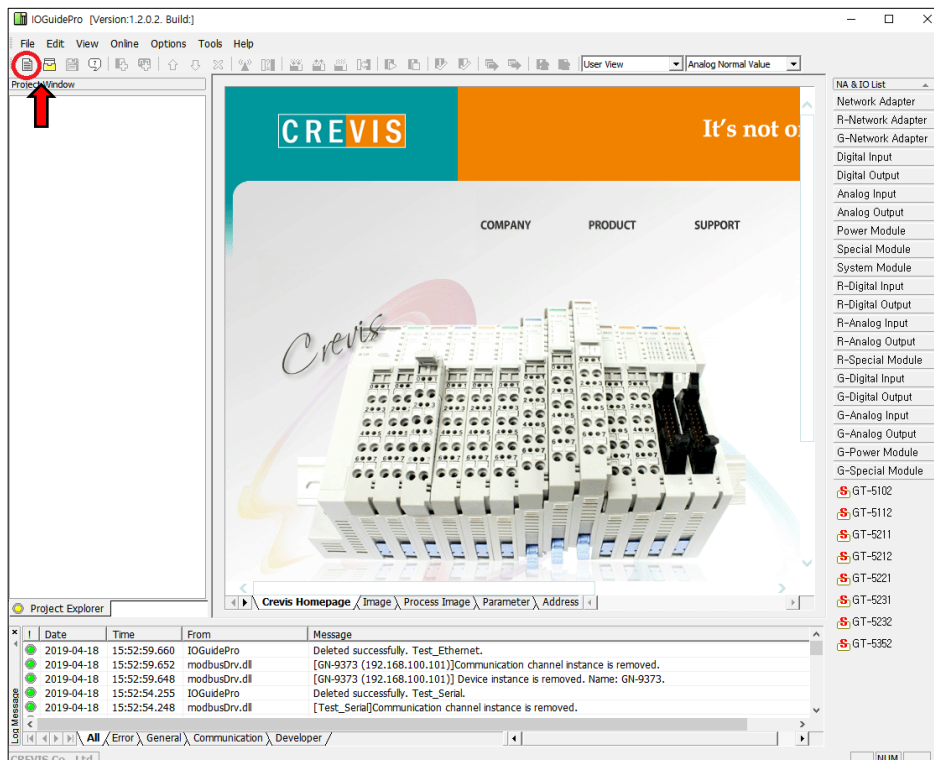 IOGuidePro [Version:1.2.0.2. Build:]
File Edit View Online Options Tools Help
User View
Analog Normal Value
Project Window
CREVIS
It's not o
COMPANY PRODUCT SUPPORT
Crevis
NA & IO List
Network Adapter
R-Network Adapter
G-Network Adapter
Digital Input
Digital Output
Analog Input
Analog Output
Power Module
Special Module
System Module
R-Digital Input
R-Digital Output
R-Analog Input
R-Analog Output
R-Special Module
G-Digital Input
G-Digital Output
G-Analog Input
G-Analog Output
G-Power Module
G-Special Module
GT-5102
GT-5112
GT-5211
GT-5212
GT-5221
GT-5231
GT-5232
GT-5352
Project Explorer
Crevis Homepage Image Process Image Parameter Address
! Date Time From Message
2019-04-18 15:52:59.660 IOGuidePro Deleted successfully. Test_Ethernet.
2019-04-18 15:52:59.652 modbusDrv.dll [GN-9373 (192.168.100.101)]Communication channel instance is removed.
2019-04-18 15:52:59.648 modbusDrv.dll [GN-9373 (192.168.100.101)] Device instance is removed. Name: GN-9373.
2019-04-18 15:52:54.255 IOGuidePro Deleted successfully. Test_Serial.
2019-04-18 15:52:54.248 modbusDrv.dll [Test_Serial]Communication channel instance is removed.
Log Message
All Error General Communication Developer
CREVIS Co., Ltd.
NUM